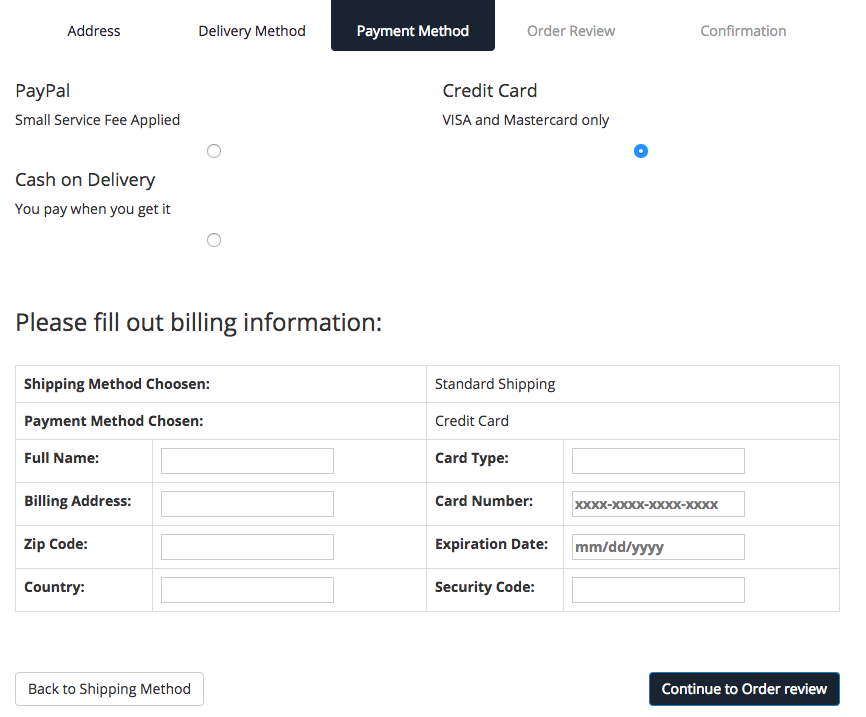 Address Delivery Method Payment Method Order Review Confirmation
PayPal
Small Service Fee Applied
Credit Card
VISA and Mastercard only
Cash on Delivery
You pay when you get it
Please fill out billing information:
Shipping Method Choosen: Standard Shipping
Payment Method Chosen: Credit Card
Full Name: Card Type:
Billing Address: Card Number: xxxx-xxxx-xxxx-xxxx
Zip Code: Expiration Date: mm/dd/yyyy
Country: Security Code:
Back to Shipping Method Continue to Order review